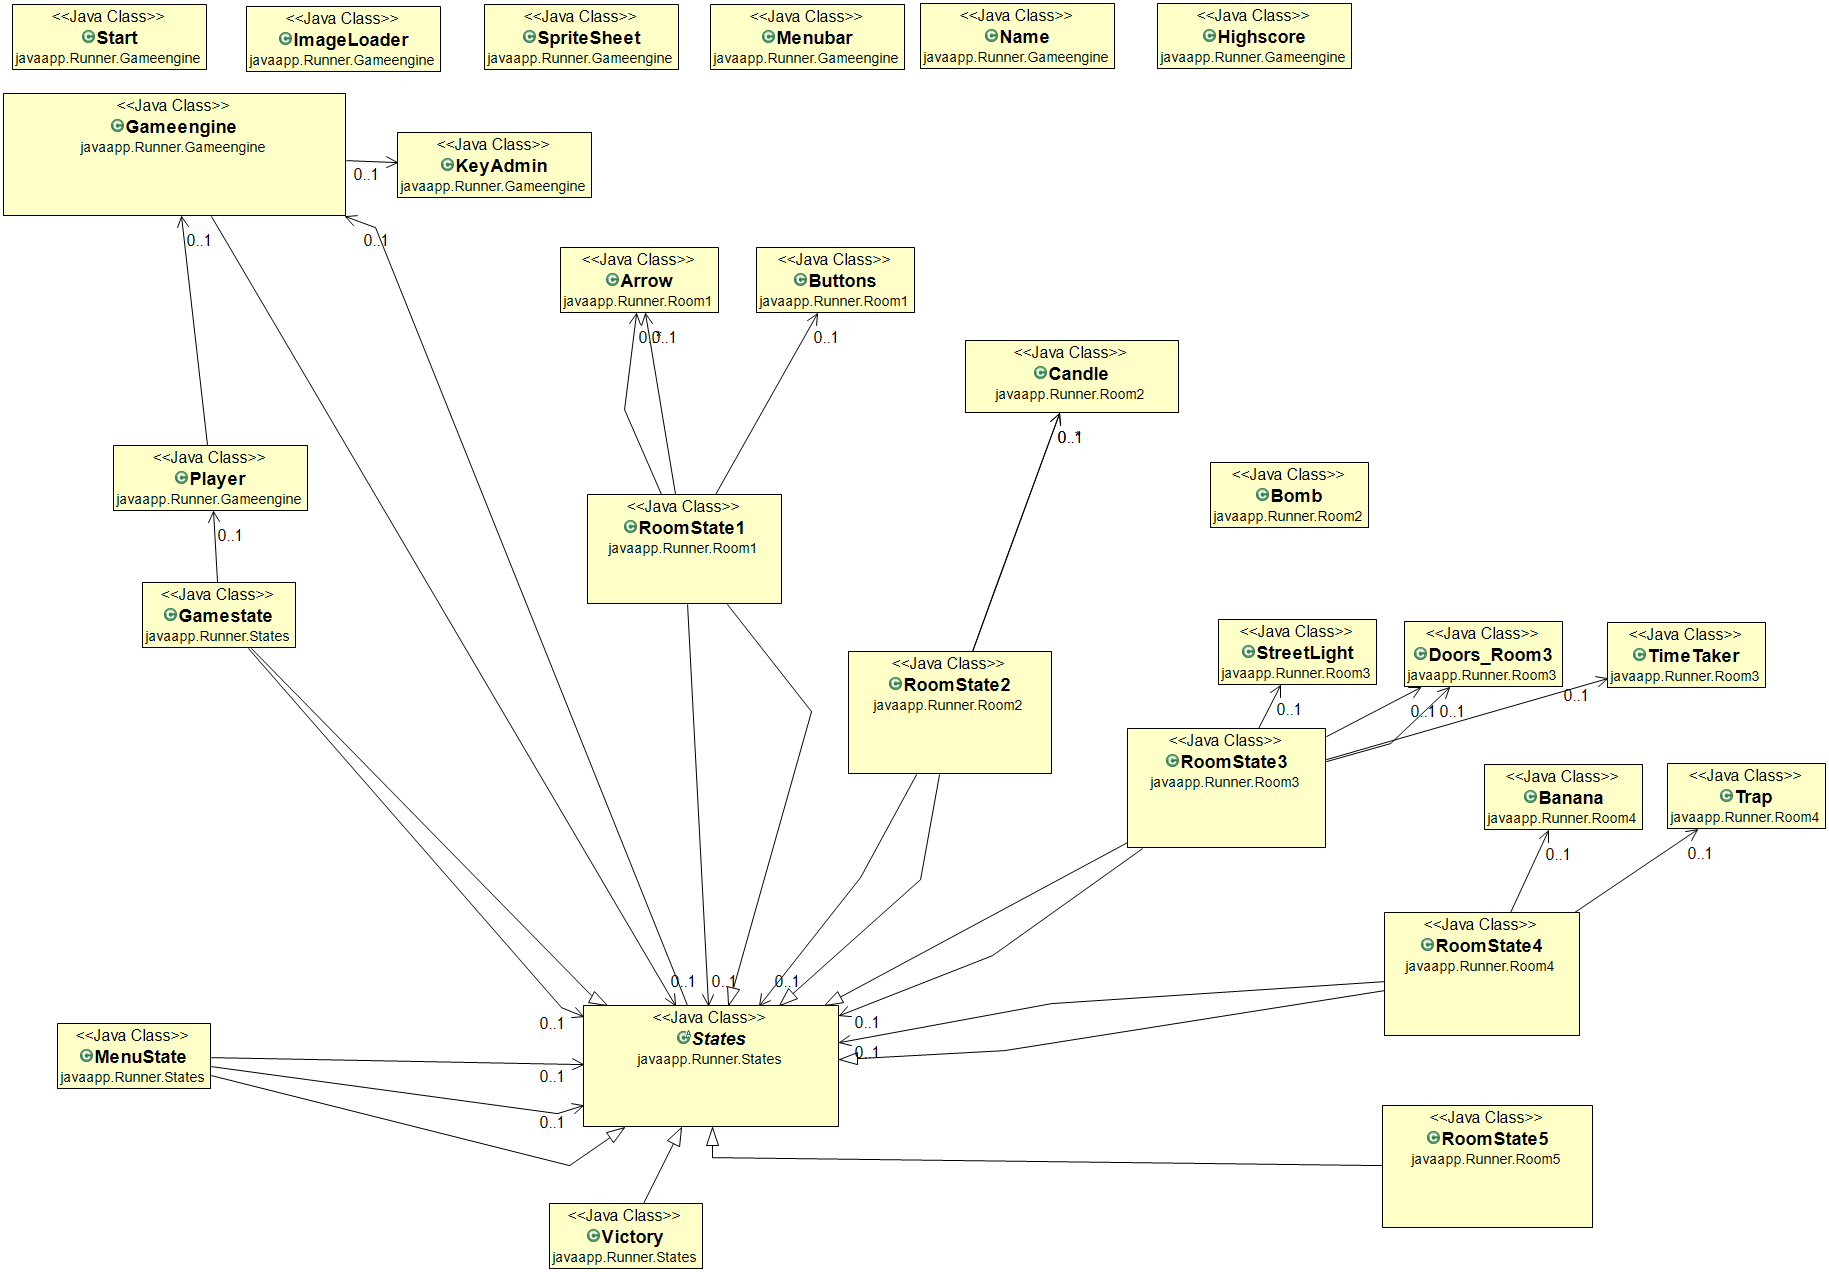 <<Java Class>>
Start
javaapp.Runner.Gameengine
<<Java Class>>
ImageLoader
javaapp.Runner.Gameengine
<<Java Class>>
SpriteSheet
javaapp.Runner.Gameengine
<<Java Class>>
Menubar
javaapp.Runner.Gameengine
<<Java Class>>
Name
javaapp.Runner.Gameengine
<<Java Class>>
Highscore
javaapp.Runner.Gameengine
<<Java Class>>
Gameengine
javaapp.Runner.Gameengine
<<Java Class>>
KeyAdmin
javaapp.Runner.Gameengine
0..1
0..1
0..1
<<Java Class>>
Arrow
javaapp.Runner.Room1
<<Java Class>>
Buttons
javaapp.Runner.Room1
0..1
0..1
<<Java Class>>
Candle
javaapp.Runner.Room2
0..1
<<Java Class>>
Player
javaapp.Runner.Gameengine
0..1
<<Java Class>>
Bomb
javaapp.Runner.Room2
<<Java Class>>
RoomState1
javaapp.Runner.Room1
<<Java Class>>
Gamestate
javaapp.Runner.States
<<Java Class>>
RoomState2
javaapp.Runner.Room2
<<Java Class>>
StreetLight
javaapp.Runner.Room3
<<Java Class>>
Doors_Room3
javaapp.Runner.Room3
<<Java Class>>
TimeTaker
javaapp.Runner.Room3
0..1
0..1
0..1
0..1
<<Java Class>>
RoomState3
javaapp.Runner.Room3
<<Java Class>>
Banana
javaapp.Runner.Room4
<<Java Class>>
Trap
javaapp.Runner.Room4
0..1
0..1
<<Java Class>>
RoomState4
javaapp.Runner.Room4
0..1
0..1
0..1
<<Java Class>>
States
javaapp.Runner.States
0..1
0..1
0..1
<<Java Class>>
MenuState
javaapp.Runner.States
0..1
0..1
<<Java Class>>
RoomState5
javaapp.Runner.Room5
<<Java Class>>
Victory
javaapp.Runner.States